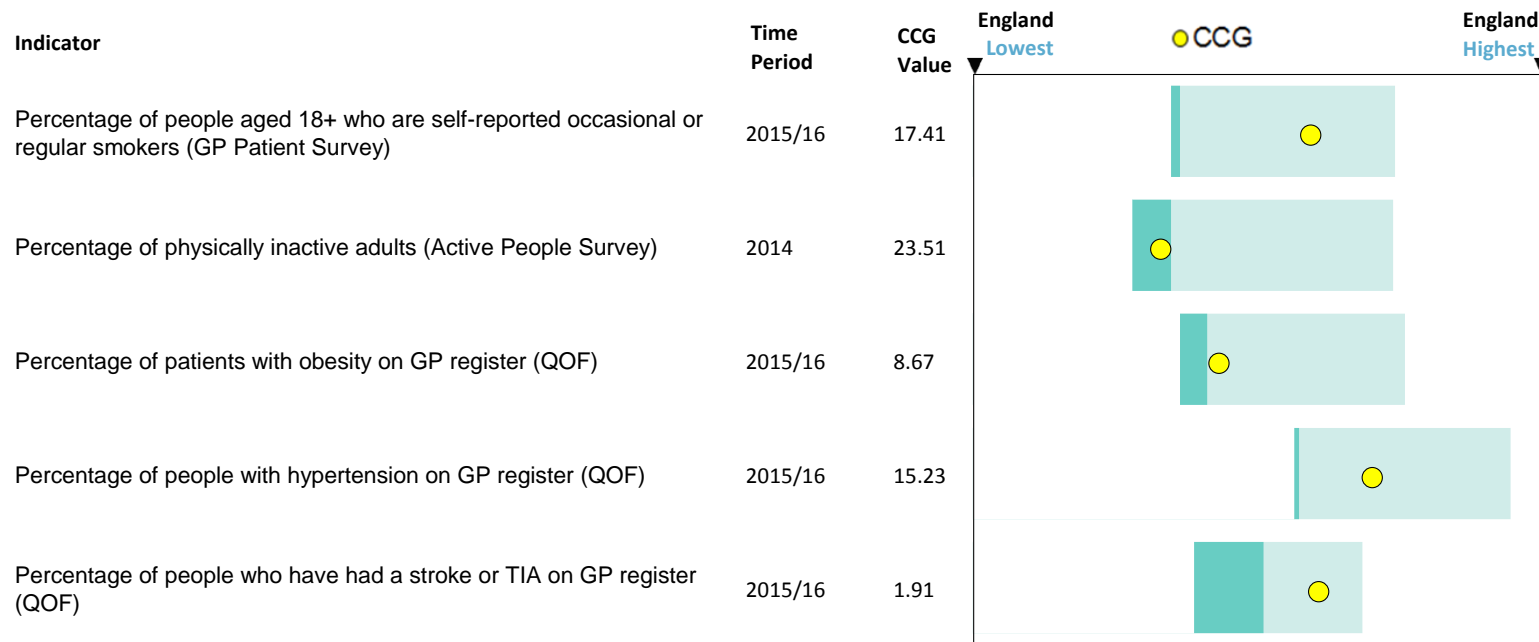 Indicator
Time
Period
CCG
Value
England
Lowest
CCG
England
Highest
Percentage of people aged 18+ who are self-reported occasional or
regular smokers (GP Patient Survey)
2015/16
17.41
Percentage of physically inactive adults (Active People Survey)
2014
23.51
Percentage of patients with obesity on GP register (QOF)
2015/16
8.67
Percentage of people with hypertension on GP register (QOF)
2015/16
15.23
Percentage of people who have had a stroke or TIA on GP register
(QOF)
2015/16
1.91